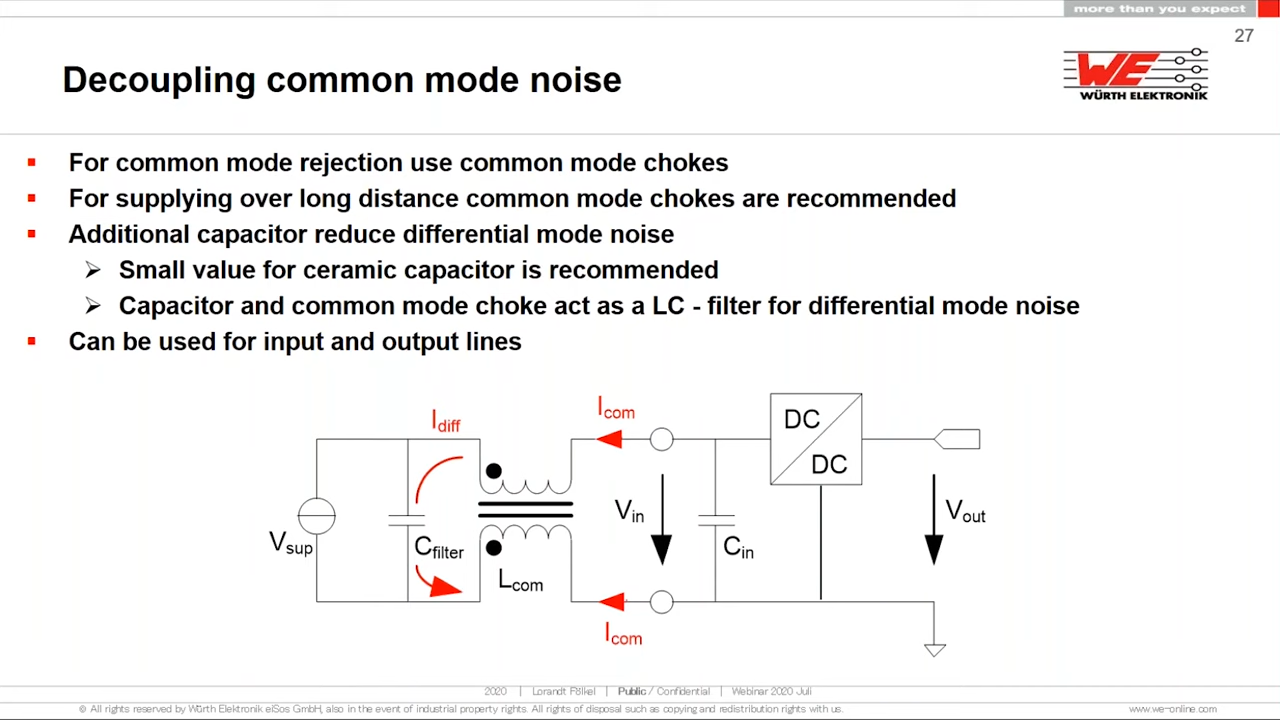 more than you expect
27
Decoupling common mode noise
WE
WÜRTH ELEKTRONIK
For common mode rejection use common mode chokes
For supplying over long distance common mode chokes are recommended
Additional capacitor reduce differential mode noise
Small value for ceramic capacitor is recommended
Capacitor and common mode choke act as a LC - filter for differential mode noise
Can be used for input and output lines
Idiff
Icom
DC
DC
Vin
Vout
Vsup
Cfilter
Cin
Lcom
Icom
2020 | Lorandt Fölkel | Public / Confidential | Webinar 2020 Juli
© All rights reserved by Würth Elektronik eiSos GmbH, also in the event of industrial property rights. All rights of disposal such as copying and redistribution rights with us.
www.we-online.com